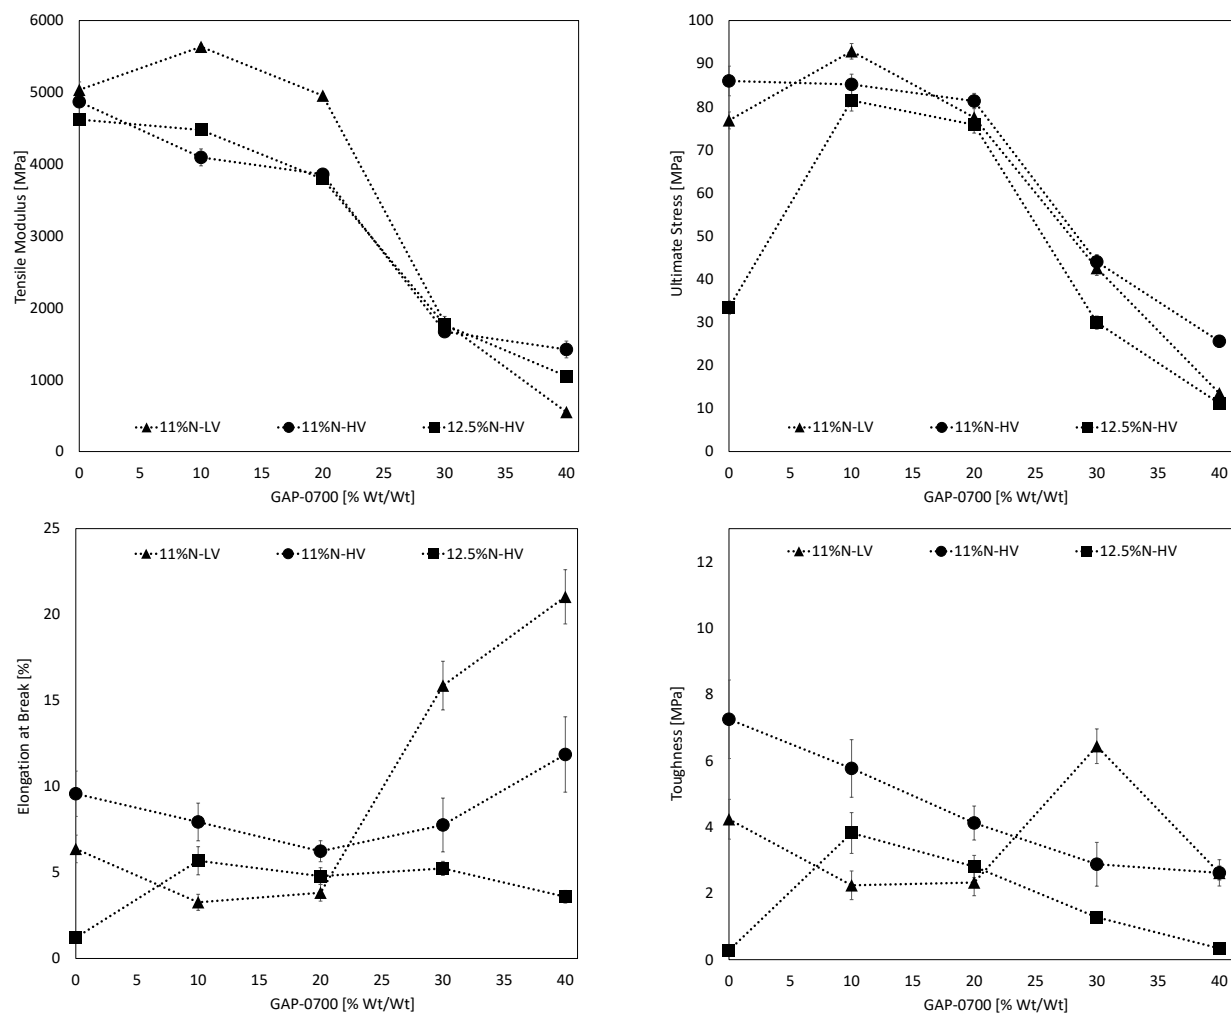 6000
5000
4000
3000
2000
1000
0
Tensile Modulus [MPa]
11%N-LV 11%N-HV 12.5%N-HV
0 5 10 15 20 25 30 35 40
GAP-0700 [% Wt/Wt]
100
90
80
70
60
50
40
30
20
10
0
Ultimate Stress [MPa]
11%N-LV 11%N-HV 12.5%N-HV
0 5 10 15 20 25 30 35 40
GAP-0700 [% Wt/Wt]
25
20
15
10
5
0
Elongation at Break [%]
11%N-LV 11%N-HV 12.5%N-HV
0 5 10 15 20 25 30 35 40
GAP-0700 [% Wt/Wt]
12
10
8
6
4
2
0
Toughness [MPa]
11%N-LV 11%N-HV 12.5%N-HV
0 5 10 15 20 25 30 35 40
GAP-0700 [% Wt/Wt]